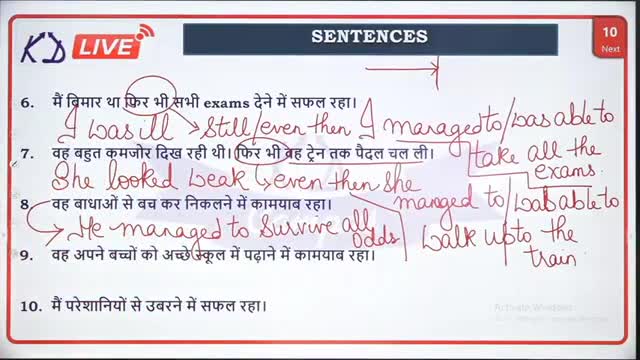 KD LIVE
SENTENCES
10
Next
6. मैं बिमार था फिर भी सभी exams देने में सफल रहा।
I was ill → Still/even then I managed to/was able to
take all the exams.
7. वह बहुत कमजोर दिख रही थी। फिर भी वह ट्रेन तक पैदल चल ली।
She looked weak even then she
managed to/was able to
walk up to the train
8 वह बाधाओं से बच कर निकलने में कामयाब रहा।
He managed to survive all odds
9. वह अपने बच्चों को अच्छे स्कूल में पढ़ाने में कामयाब रहा।
10. मैं परेशानियों से उबरने में सफल रहा।
Activate Windows